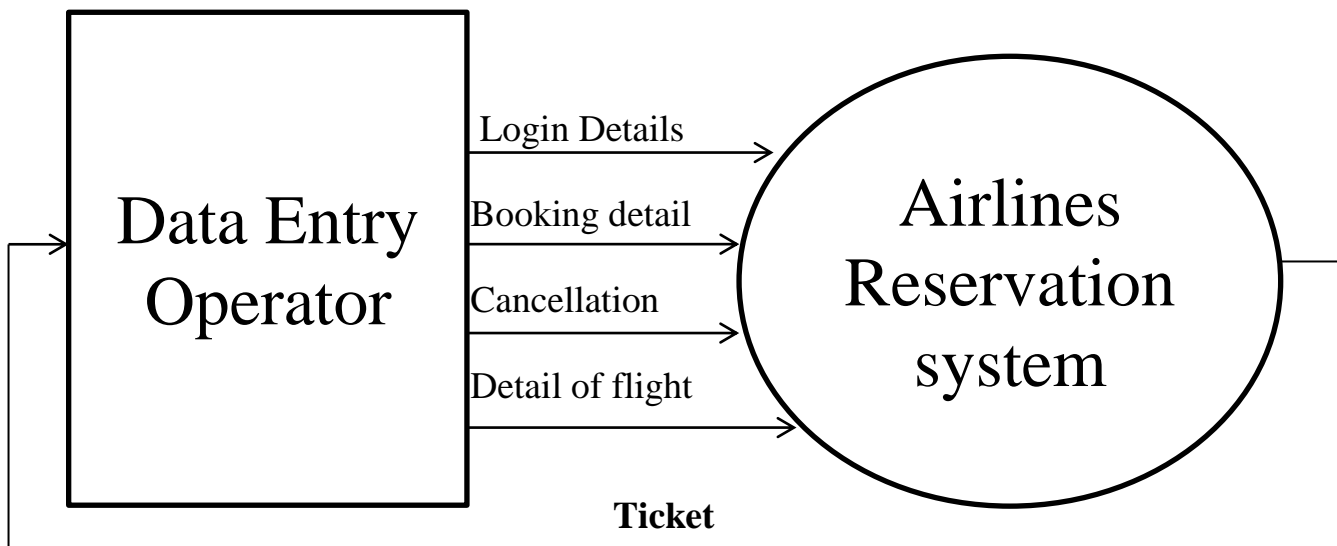 Data Entry
Operator
Login Details
Booking detail
Cancellation
Detail of flight
Airlines
Reservation
system
Ticket